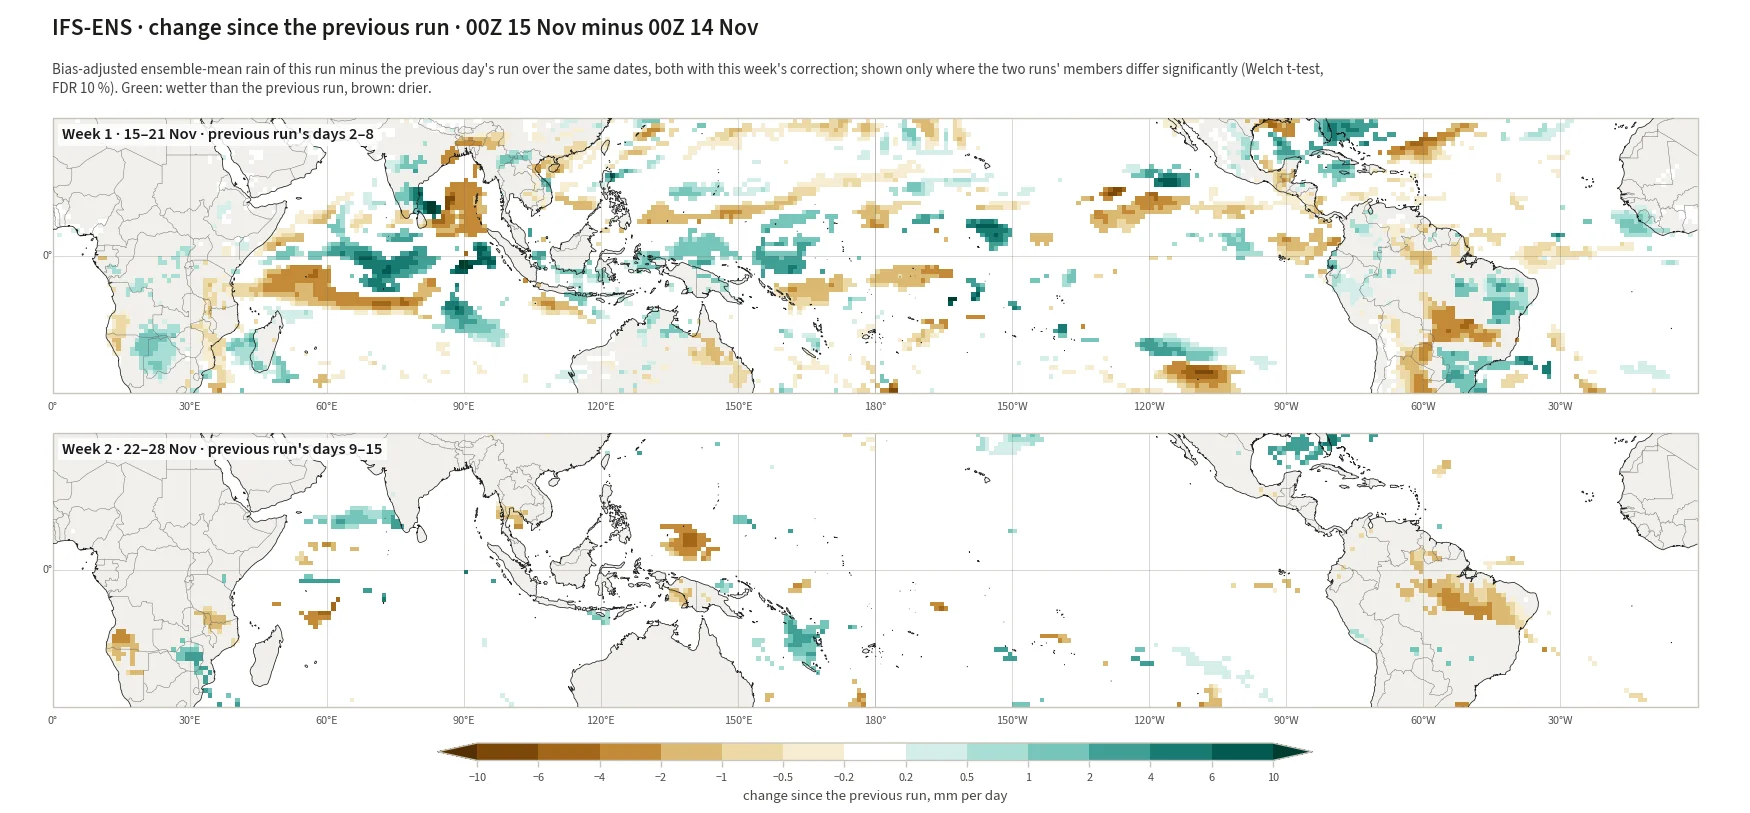 IFS-ENS · change since the previous run · 00Z 15 Nov minus 00Z 14 Nov
Bias-adjusted ensemble-mean rain of this run minus the previous day's run over the same dates, both with this week's correction; shown only where the two runs' members differ significantly (Welch t-test,
FDR 10 %). Green: wetter than the previous run, brown: drier.
Week 1 · 15–21 Nov · previous run's days 2–8
0°
0° 30°E 60°E 90°E 120°E 150°E 180° 150°W 120°W 90°W 60°W 30°W
Week 2 · 22–28 Nov · previous run's days 9–15
0°
0° 30°E 60°E 90°E 120°E 150°E 180° 150°W 120°W 90°W 60°W 30°W
−10 −6 −4 −2 −1 −0.5 −0.2 0.2 0.5 1 2 4 6 10
change since the previous run, mm per day